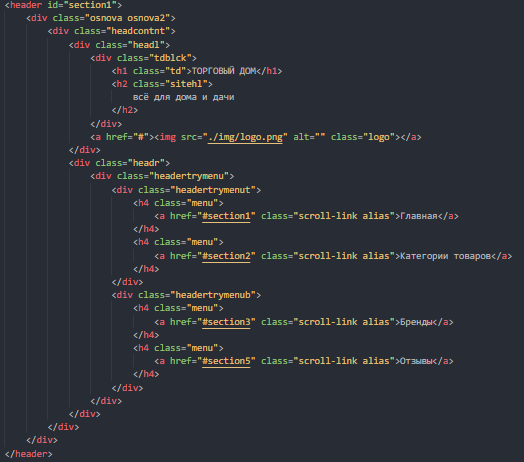 <header id="section1">
<div class="osnova osnova2">
<div class="headcontnt">
<div class="headl">
<div class="tdblck">
<h1 class="td">ТОРГОВЫЙ ДОМ</h1>
<h2 class="sitehl">
всё для дома и дачи
</h2>
</div>
<a href="#"><img src="./img/logo.png" alt="" class="logo"></a>
</div>
<div class="headr">
<div class="headertrymenu">
<div class="headertrymenut">
<h4 class="menu">
<a href="#section1" class="scroll-link alias">Главная</a>
</h4>
<h4 class="menu">
<a href="#section2" class="scroll-link alias">Категории товаров</a>
</h4>
</div>
<div class="headertrymenub">
<h4 class="menu">
<a href="#section3" class="scroll-link alias">Бренды</a>
</h4>
<h4 class="menu">
<a href="#section5" class="scroll-link alias">Отзывы</a>
</h4>
</div>
</div>
</div>
</div>
</div>
</header>